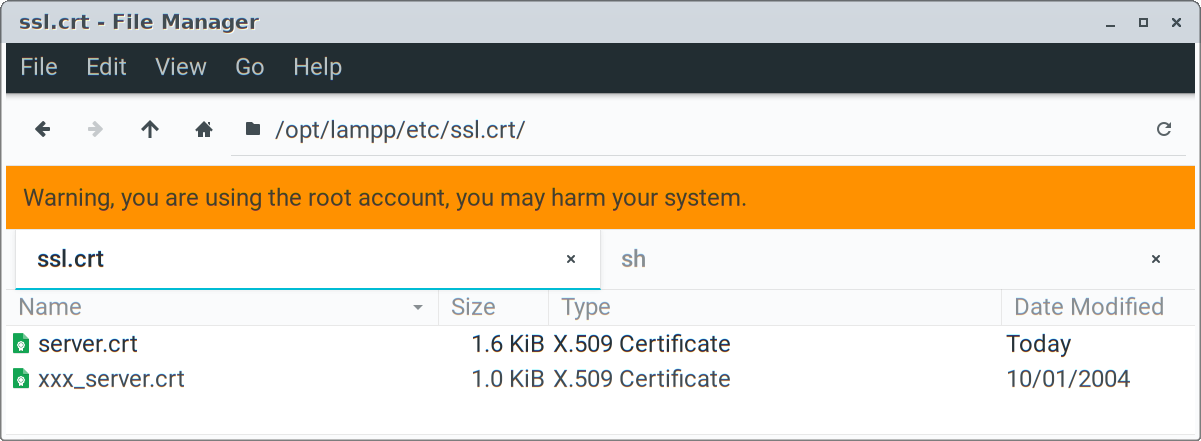 ssl.crt - File Manager
File Edit View Go Help
/opt/lampp/etc/ssl.crt/
Warning, you are using the root account, you may harm your system.
ssl.crt sh
Name Size Type Date Modified
server.crt 1.6 KiB X.509 Certificate Today
xxx_server.crt 1.0 KiB X.509 Certificate 10/01/2004